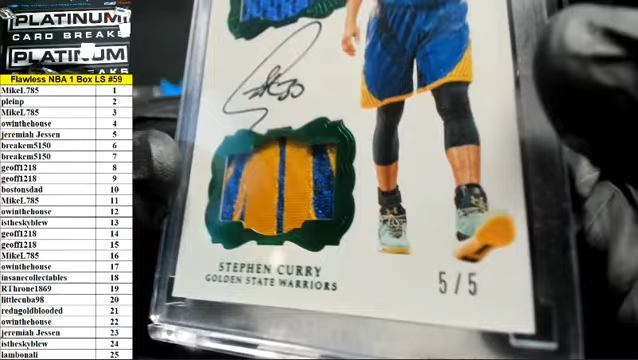 PLATINUM
CARD BREAKS
PLATINUM
Flawless NBA 1 Box LS #59
MikeL785 1
pleinp 2
MikeL785 3
owinthehouse 4
jeremiah Jessen 5
breakem5150 6
breakem5150 7
geoff1218 8
geoff1218 9
bostonsdad 10
MikeL785 11
owinthehouse 12
istheskyblew 13
geoff1218 14
geoff1218 15
MikeL785 16
owinthehouse 17
insanecollectables 18
RThrone1869 19
littlecuba98 20
redngoldblooded 21
owinthehouse 22
jeremiah Jessen 23
istheskyblew 24
lambonali 25
30
STEPHEN CURRY
GOLDEN STATE WARRIORS
5/5